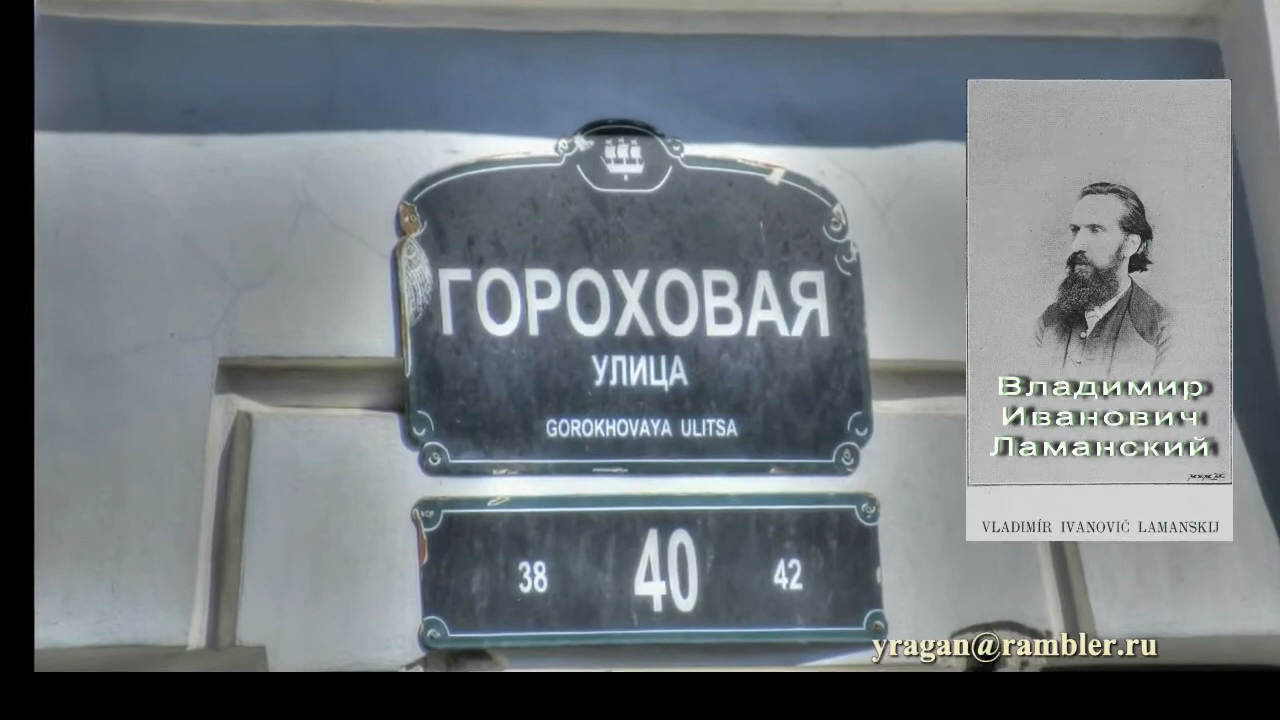 ГОРОХОВАЯ
УЛИЦА
GOROKHOVAYA ULITSA
38 40 42
Владимир
Иванович
Ламанский
VLADIMÍR IVANOVIČ LAMANSKIJ
yragan@rambler.ru